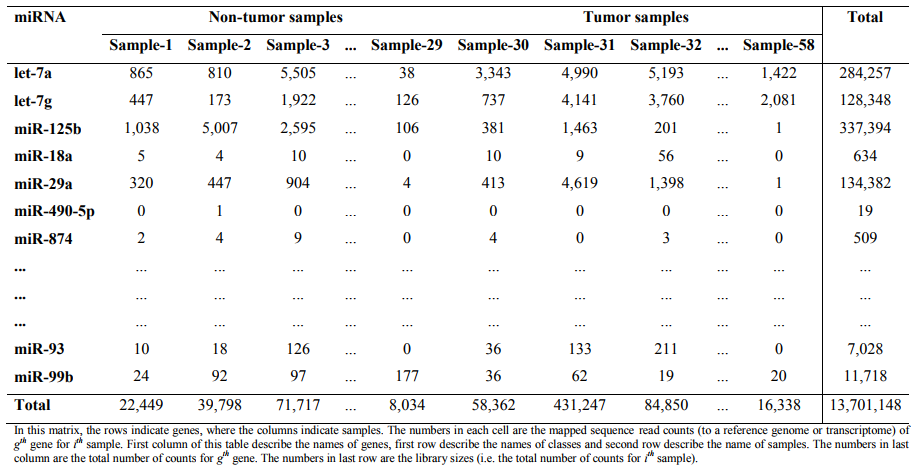 miRNA Non-tumor samples Tumor samples Total
Sample-1 Sample-2 Sample-3 ... Sample-29 Sample-30 Sample-31 Sample-32 ... Sample-58
let-7a 865 810 5,505 ... 38 3,343 4,990 5,193 ... 1,422 284,257
let-7g 447 173 1,922 ... 126 737 4,141 3,760 ... 2,081 128,348
miR-125b 1,038 5,007 2,595 ... 106 381 1,463 201 ... 1 337,394
miR-18a 5 4 10 ... 0 10 9 56 ... 0 634
miR-29a 320 447 904 ... 4 413 4,619 1,398 ... 1 134,382
miR-490-5p 0 1 0 ... 0 0 0 0 ... 0 19
miR-874 2 4 9 ... 0 4 0 3 ... 0 509
... ... ... ... ... ... ... ... ... ... ... ...
... ... ... ... ... ... ... ... ... ... ... ...
... ... ... ... ... ... ... ... ... ... ... ...
miR-93 10 18 126 ... 0 36 133 211 ... 0 7,028
miR-99b 24 92 97 ... 177 36 62 19 ... 20 11,718
Total 22,449 39,798 71,717 ... 8,034 58,362 431,247 84,850 ... 16,338 13,701,148
In this matrix, the rows indicate genes, where the columns indicate samples. The numbers in each cell are the mapped sequence read counts (to a reference genome or transcriptome) of
gth gene for ith sample. First column of this table describe the names of genes, first row describe the names of classes and second row describe the name of samples. The numbers in last
column are the total number of counts for gth gene. The numbers in last row are the library sizes (i.e. the total number of counts for ith sample).